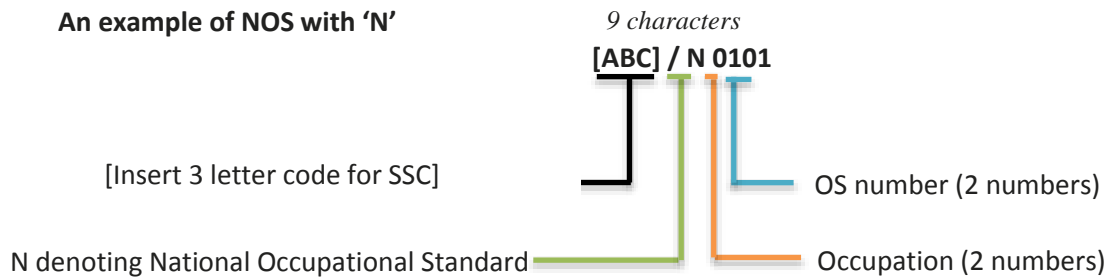 An example of NOS with ‘N’
9 characters
[ABC] / N 0101
[Insert 3 letter code for SSC]
OS number (2 numbers)
N denoting National Occupational Standard
Occupation (2 numbers)